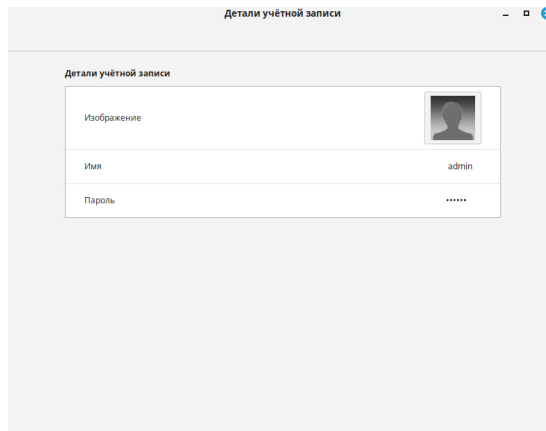 Детали учётной записи
Детали учётной записи
Изображение
Имя admin
Пароль ••••••